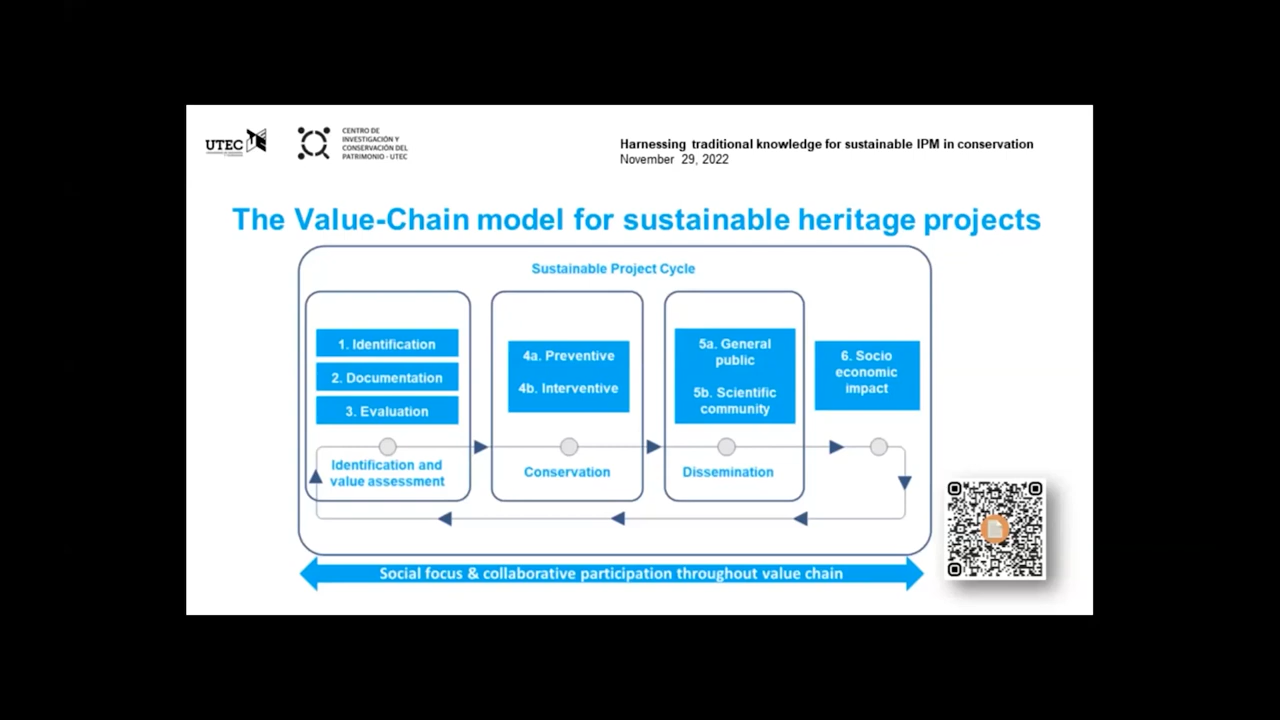 UTEC
CENTRO DE
INVESTIGACIÓN Y
CONSERVACIÓN DEL
PATRIMONIO - UTEC
Harnessing traditional knowledge for sustainable IPM in conservation
November 29, 2022
The Value-Chain model for sustainable heritage projects
Sustainable Project Cycle
1. Identification
2. Documentation
3. Evaluation
Identification and
value assessment
4a. Preventive
4b. Interventive
Conservation
5a. General
public
5b. Scientific
community
Dissemination
6. Socio
economic
impact
Social focus & collaborative participation throughout value chain